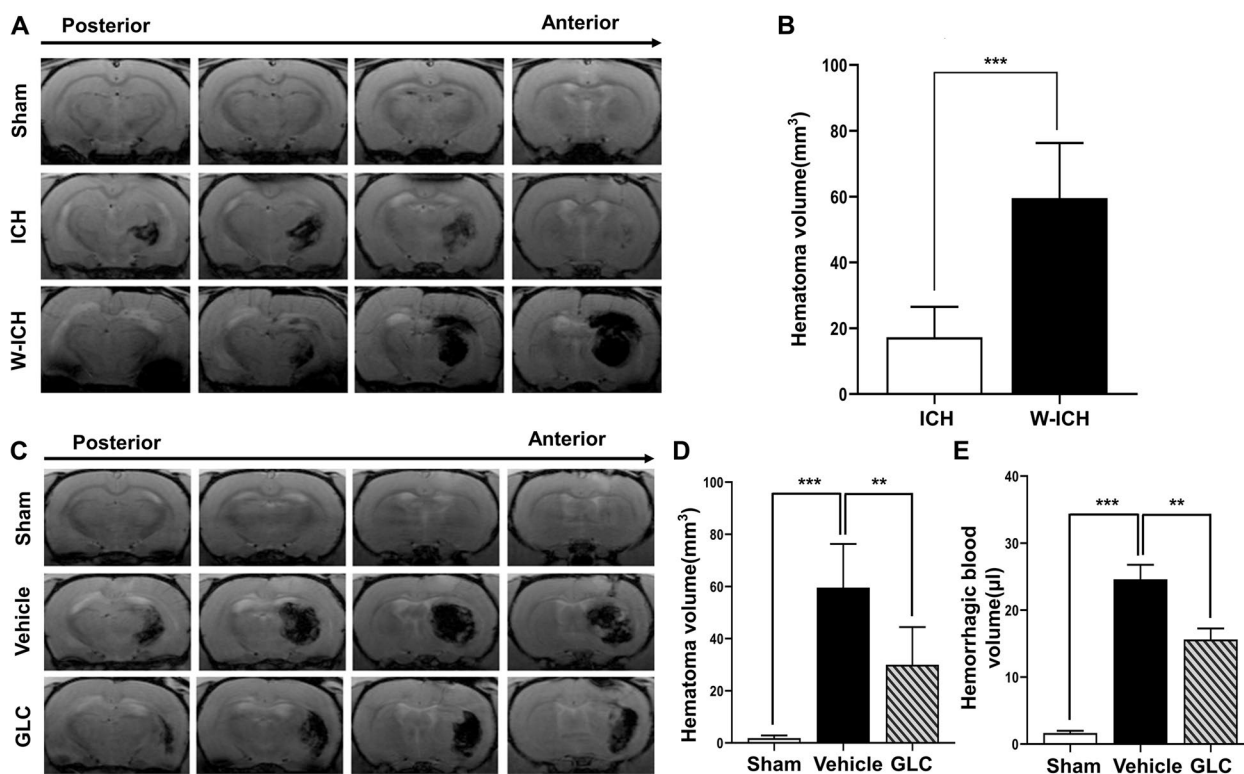 A
Posterior
Anterior
Sham
ICH
W-ICH
B
***
Hematoma volume(mm³)
100
80
60
40
20
0
ICH
W-ICH
C
Posterior
Anterior
Sham
Vehicle
GLC
D
***
**
Hematoma volume(mm³)
100
80
60
40
20
0
Sham
Vehicle
GLC
E
***
**
Hemorrhagic blood
volume(µl)
40
30
20
10
0
Sham
Vehicle
GLC